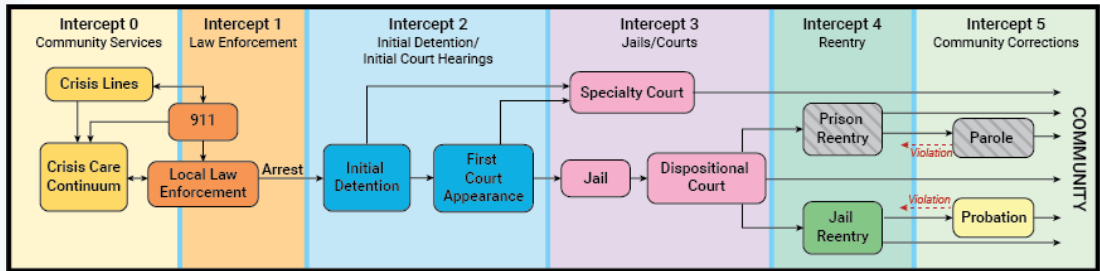 Intercept 0
Community Services
Intercept 1
Law Enforcement
Intercept 2
Initial Detention/
Initial Court Hearings
Intercept 3
Jails/Courts
Intercept 4
Reentry
Intercept 5
Community Corrections
Crisis Lines
911
Crisis Care
Continuum
Local Law
Enforcement
Arrest
Initial
Detention
First
Court
Appearance
Specialty Court
Jail
Dispositional
Court
Prison
Reentry
Parole
Violation
Jail
Reentry
Violation
Probation
COMMUNITY